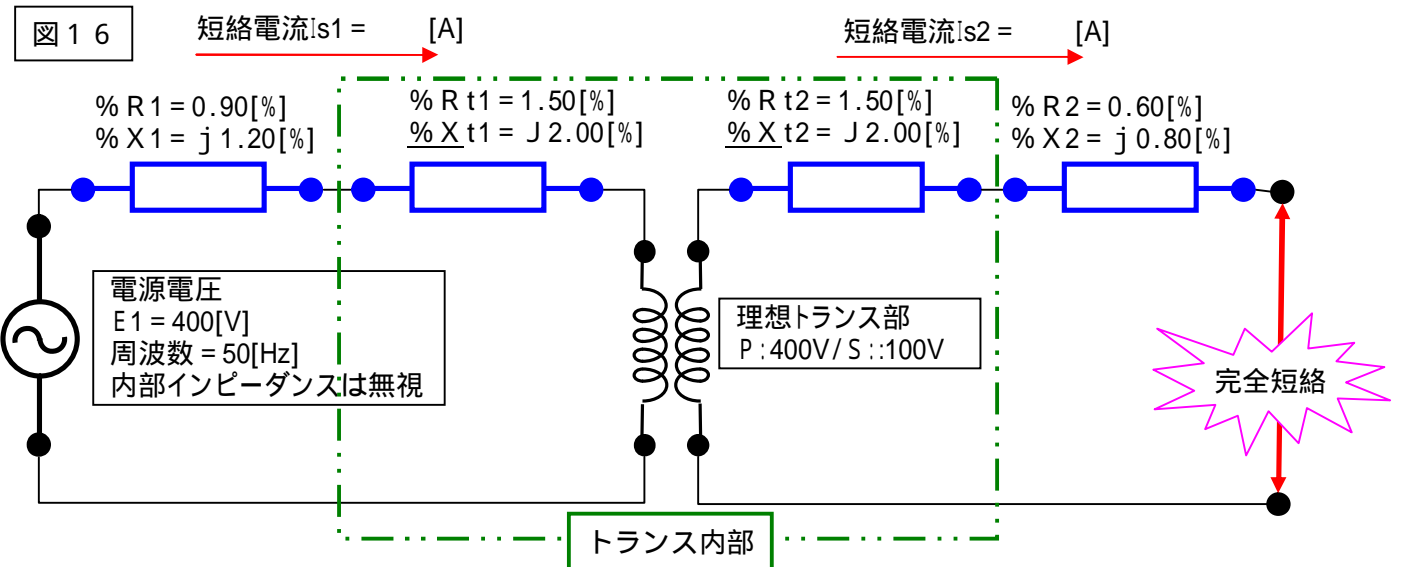 図16
短絡電流Is1= [A]
短絡電流Is2= [A]
%R1=0.90[%]
%X1=j1.20[%]
%Rt1=1.50[%]
%Xt1=J2.00[%]
%Rt2=1.50[%]
%Xt2=J2.00[%]
%R2=0.60[%]
%X2=j0.80[%]
電源電圧
E1=400[V]
周波数=50[Hz]
内部インピーダンスは無視
理想トランス部
P:400V/S::100V
完全短絡
トランス内部